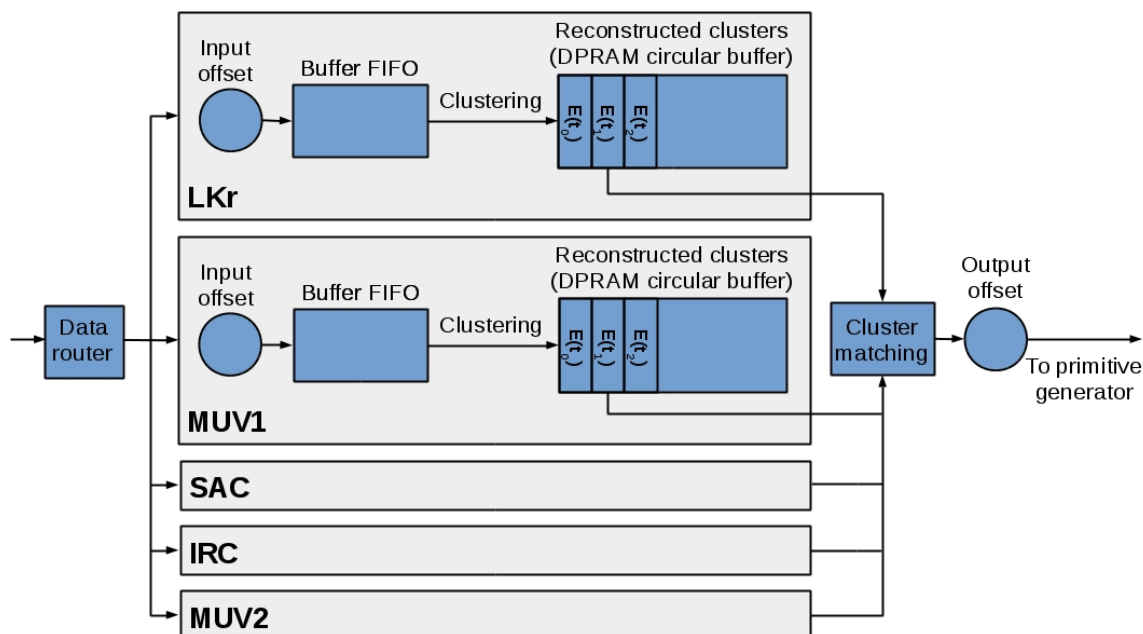 Input
offset
Buffer FIFO
Clustering
Reconstructed clusters
(DPRAM circular buffer)
E(t₀)
E(t₁)
E(t₂)
LKr
Input
offset
Buffer FIFO
Clustering
Reconstructed clusters
(DPRAM circular buffer)
E(t₀)
E(t₁)
E(t₂)
MUV1
Data
router
SAC
IRC
MUV2
Cluster
matching
Output
offset
To primitive
generator